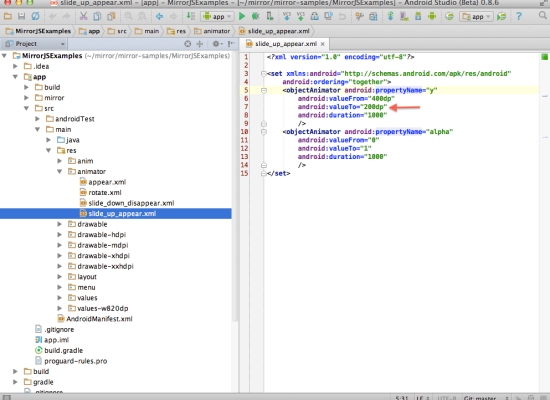 slide_up_appear.xml - [app] - MirrorJSExamples - [~/mirror/mirror-samples/MirrorJSExamples] - Android Studio (Beta) 0.8.6
app
app
MirrorJSExamples
app
src
main
res
animator
slide_up_appear.xml
Project
slide_up_appear.xml
MirrorJSExamples (~/mirror/mirror-samples/MirrorJSExamples)
.idea
app
build
mirror
src
androidTest
main
java
res
anim
animator
appear.xml
rotate.xml
slide_down_disappear.xml
slide_up_appear.xml
drawable
drawable-hdpi
drawable-mdpi
drawable-xhdpi
drawable-xxhdpi
layout
menu
values
values-w820dp
AndroidManifest.xml
.gitignore
app.iml
build.gradle
proguard-rules.pro
build
gradle
.gitignore
1 <?xml version="1.0" encoding="utf-8"?>
2
3 <set xmlns:android="http://schemas.android.com/apk/res/android"
4 android:ordering="together">
5 <objectAnimator android:propertyName="y"
6 android:valueFrom="400dp"
7 android:valueTo="200dp"
8 android:duration="1000"
9 />
10 <objectAnimator android:propertyName="alpha"
11 android:valueFrom="0"
12 android:valueTo="1"
13 android:duration="1000"
14 />
15 </set>
5:31 LF UTF-8 Git: master